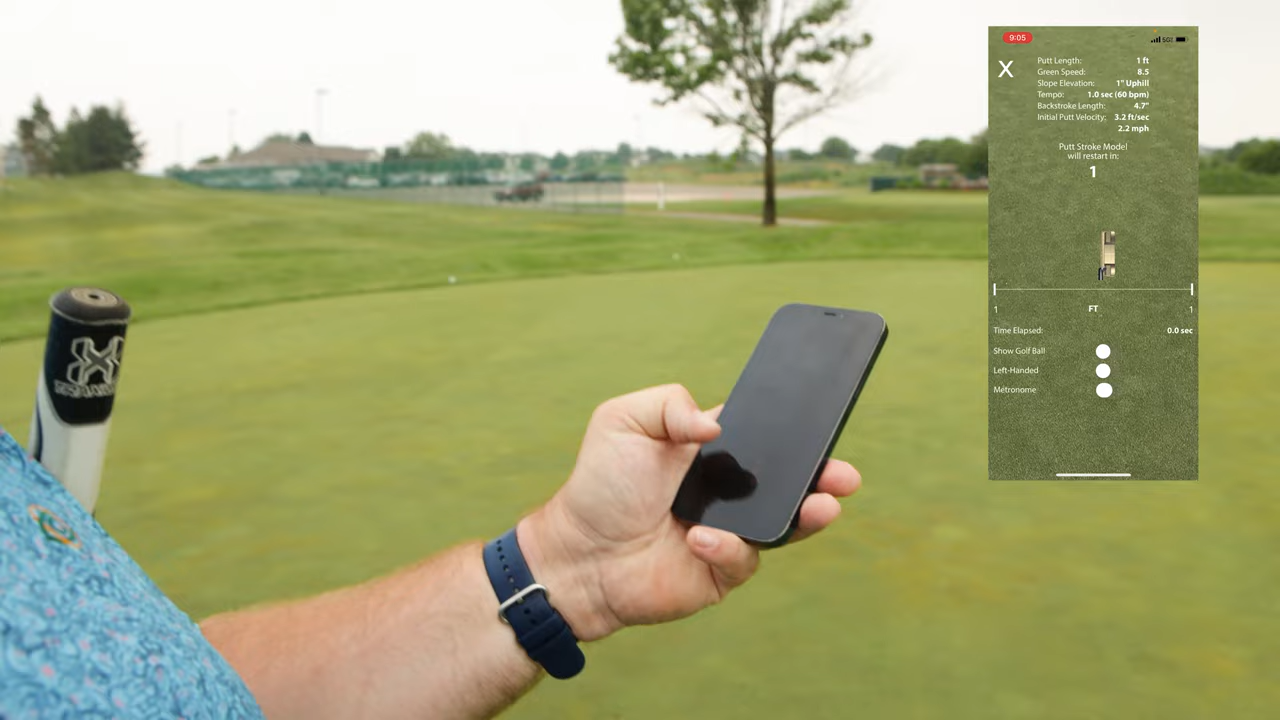 9:05
5G
X
Putt Length: 1 ft
Green Speed: 8.5
Slope Elevation: 1" Uphill
Tempo: 1.0 sec (60 bpm)
Backstroke Length: 4.7"
Initial Putt Velocity: 3.2 ft/sec
2.2 mph
Putt Stroke Model
will restart in:
1
1 FT 1
Time Elapsed: 0.0 sec
Show Golf Ball
Left-Handed
Metronome